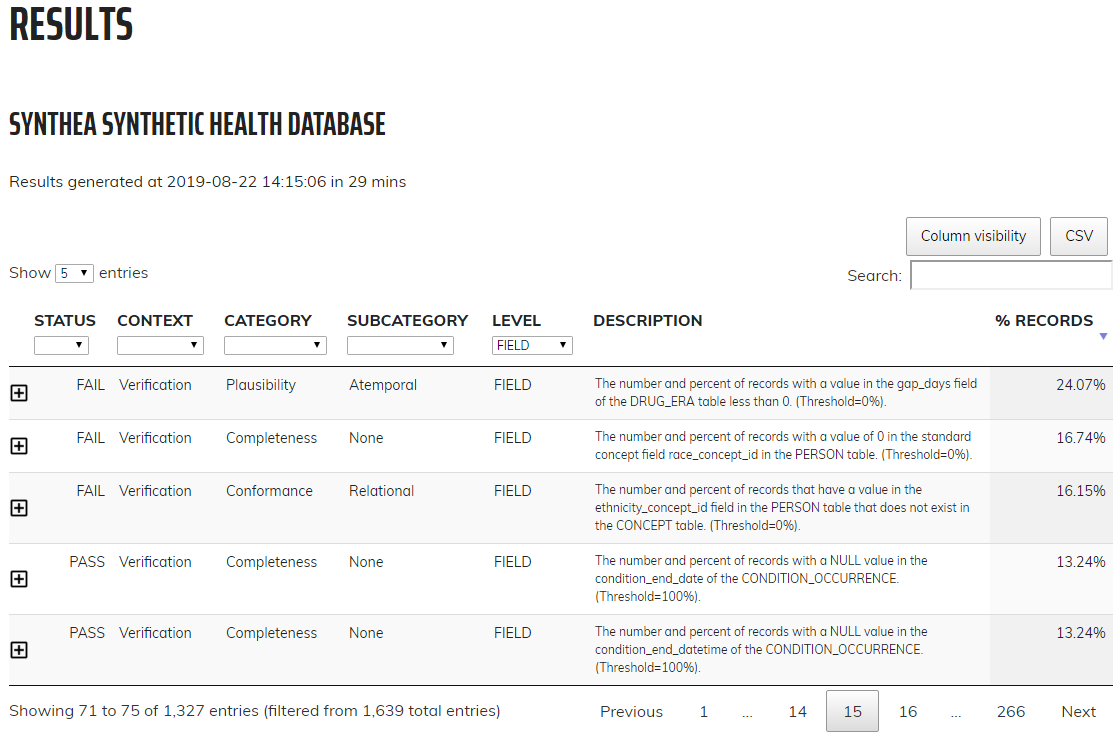 RESULTS
SYNTHEA SYNTHETIC HEALTH DATABASE
Results generated at 2019-08-22 14:15:06 in 29 mins
Column visibility CSV
Show 5 entries
Search:
STATUS CONTEXT CATEGORY SUBCATEGORY LEVEL DESCRIPTION % RECORDS
FIELD
FAIL Verification Plausibility Atemporal FIELD The number and percent of records with a value in the gap_days field 24.07%
of the DRUG_ERA table less than 0. (Threshold=0%).
FAIL Verification Completeness None FIELD The number and percent of records with a value of 0 in the standard 16.74%
concept field race_concept_id in the PERSON table. (Threshold=0%).
FAIL Verification Conformance Relational FIELD The number and percent of records that have a value in the 16.15%
ethnicity_concept_id field in the PERSON table that does not exist in
the CONCEPT table. (Threshold=0%).
PASS Verification Completeness None FIELD The number and percent of records with a NULL value in the 13.24%
condition_end_date of the CONDITION_OCCURRENCE.
(Threshold=100%).
PASS Verification Completeness None FIELD The number and percent of records with a NULL value in the 13.24%
condition_end_datetime of the CONDITION_OCCURRENCE.
(Threshold=100%).
Showing 71 to 75 of 1,327 entries (filtered from 1,639 total entries) Previous 1 ... 14 15 16 ... 266 Next